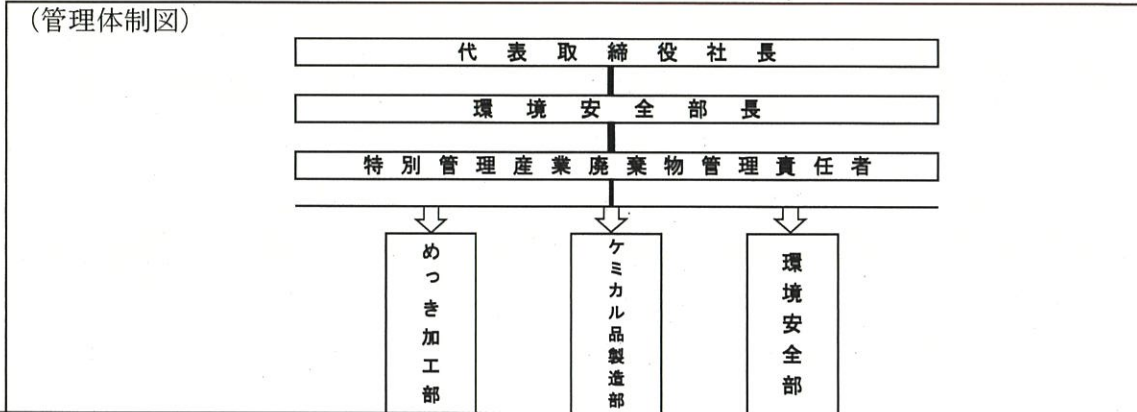 (管理体制図)
代表取締役社長
環境安全部長
特別管理産業廃棄物管理責任者
めっき加工部
ケミカル品製造部
環境安全部